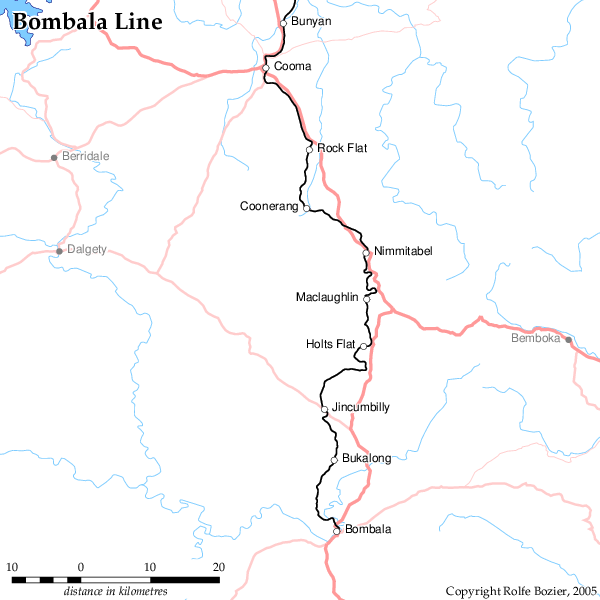 Bombala Line
Bunyan
Cooma
Rock Flat
Berridale
Coonerang
Dalgety
Nimmitabel
Maclaughlin
Holts Flat
Bemboka
Jincumbilly
Bukalong
Bombala
10 0 10 20
distance in kilometres
Copyright Rolfe Bozier, 2005